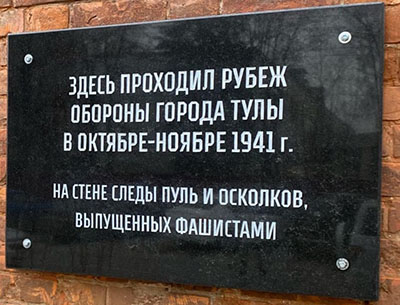 ЗДЕСЬ ПРОХОДИЛ РУБЕЖ
ОБОРОНЫ ГОРОДА ТУЛЫ
В ОКТЯБРЕ-НОЯБРЕ 1941 г.
НА СТЕНЕ СЛЕДЫ ПУЛЬ И ОСКОЛКОВ,
ВЫПУЩЕННЫХ ФАШИСТАМИ